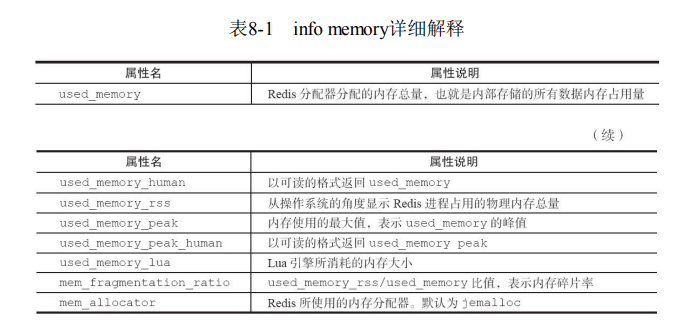 表8-1 info memory详细解释
属性名 属性说明
used_memory Redis 分配器分配的内存总量，也就是内部存储的所有数据内存占用量
（续）
属性名 属性说明
used_memory_human 以可读的格式返回 used_memory
used_memory_rss 从操作系统的角度显示 Redis 进程占用的物理内存总量
used_memory_peak 内存使用的最大值，表示 used_memory 的峰值
used_memory_peak_human 以可读的格式返回 used_memory peak
used_memory_lua Lua 引擎所消耗的内存大小
mem_fragmentation_ratio used_memory_rss/used_memory 比值，表示内存碎片率
mem_allocator Redis 所使用的内存分配器。默认为 jemalloc